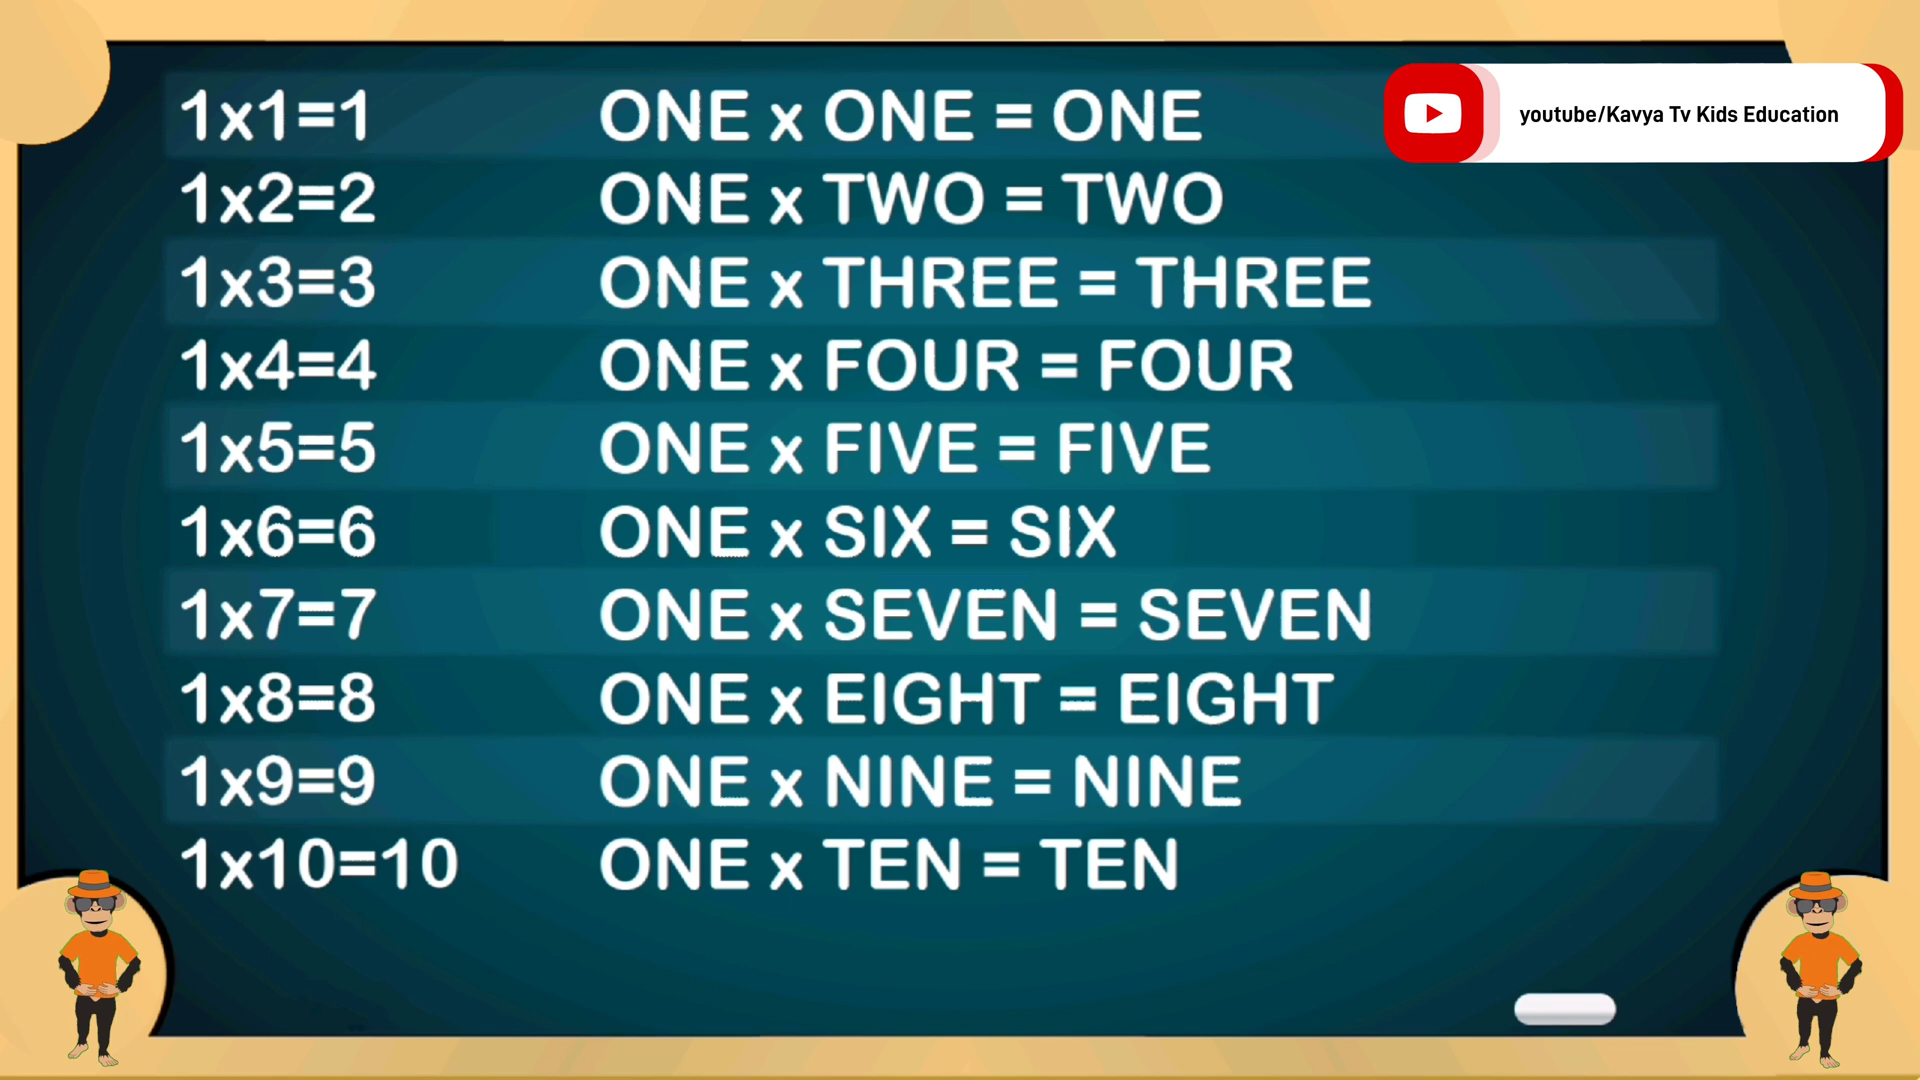 1x1=1 ONE x ONE = ONE
youtube/Kavya Tv Kids Education
1x2=2 ONE x TWO = TWO
1x3=3 ONE x THREE = THREE
1x4=4 ONE x FOUR = FOUR
1x5=5 ONE x FIVE = FIVE
1x6=6 ONE x SIX = SIX
1x7=7 ONE x SEVEN = SEVEN
1x8=8 ONE x EIGHT = EIGHT
1x9=9 ONE x NINE = NINE
1x10=10 ONE x TEN = TEN